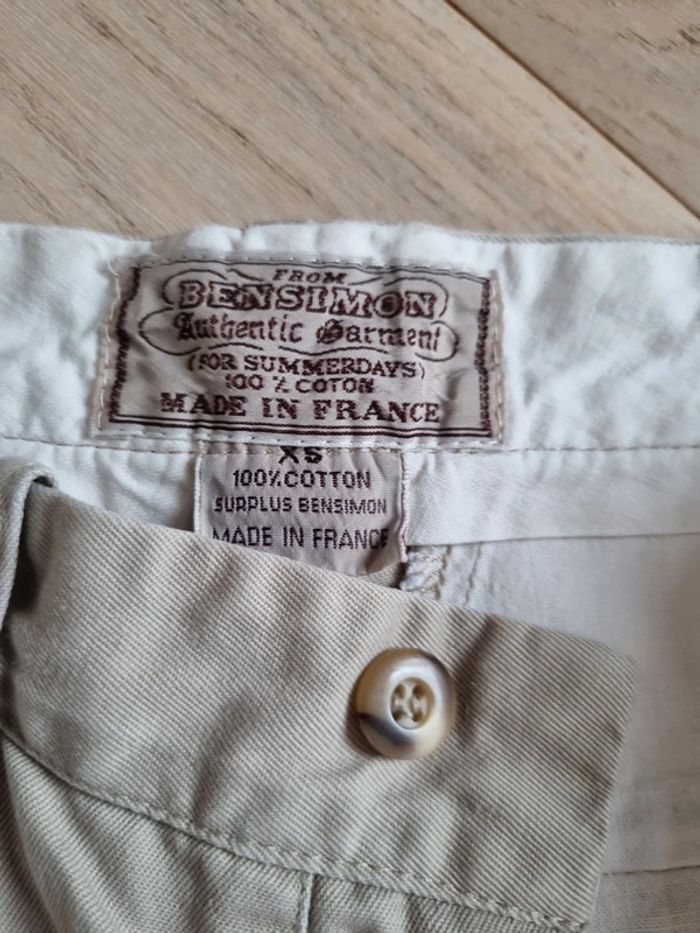 FROM
BENSIMON
Authentic Garment
(FOR SUMMERDAYS)
100 % COTON
MADE IN FRANCE
XS
100% COTTON
SURPLUS BENSIMON
MADE IN FRANCE